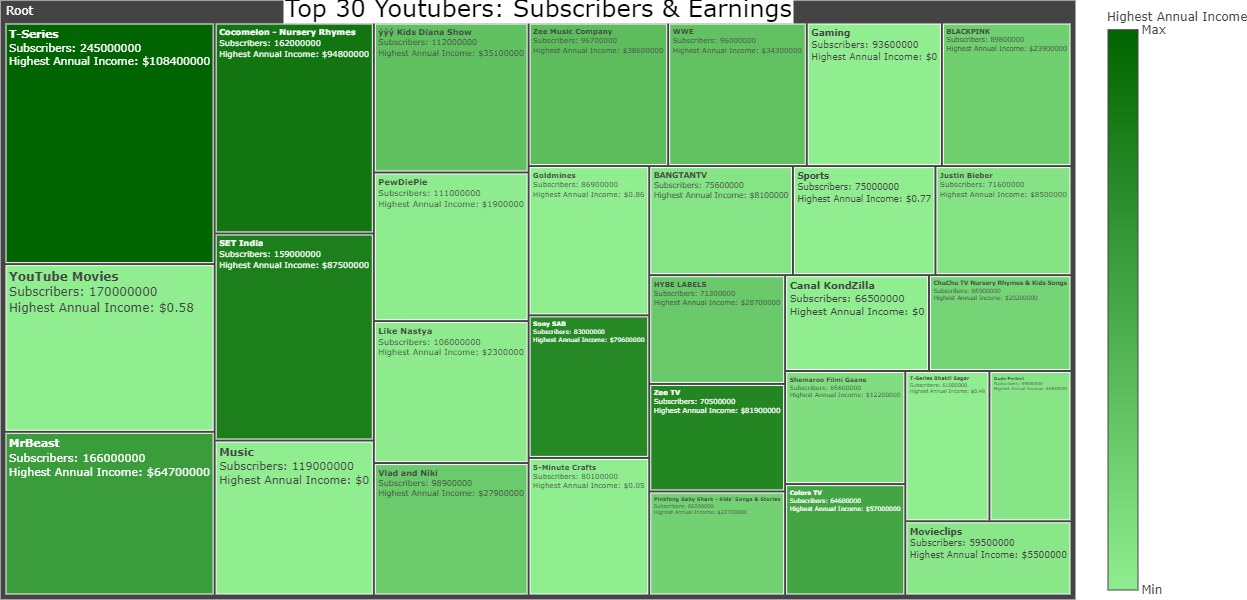 Root
Top 30 Youtubers: Subscribers & Earnings
Highest Annual Income
Max
Min
T-Series
Subscribers: 245000000
Highest Annual Income: $108400000
YouTube Movies
Subscribers: 170000000
Highest Annual Income: $0.58
MrBeast
Subscribers: 166000000
Highest Annual Income: $64700000
Cocomelon - Nursery Rhymes
Subscribers: 162000000
Highest Annual Income: $94800000
SET India
Subscribers: 159000000
Highest Annual Income: $87500000
Music
Subscribers: 119000000
Highest Annual Income: $0
ýýý Kids Diana Show
Subscribers: 112000000
Highest Annual Income: $35100000
PewDiePie
Subscribers: 111000000
Highest Annual Income: $1900000
Like Nastya
Subscribers: 106000000
Highest Annual Income: $2300000
Vlad and Niki
Subscribers: 98900000
Highest Annual Income: $27900000
Zee Music Company
Subscribers: 96700000
Highest Annual Income: $38600000
WWE
Subscribers: 96000000
Highest Annual Income: $34300000
Gaming
Subscribers: 93600000
Highest Annual Income: $0
BLACKPINK
Subscribers: 89800000
Highest Annual Income: $23900000
Goldmines
Subscribers: 86900000
Highest Annual Income: $0.86
Sony SAB
Subscribers: 83000000
Highest Annual Income: $79600000
5-Minute Crafts
Subscribers: 80100000
Highest Annual Income: $0.05
BANGTANTV
Subscribers: 75600000
Highest Annual Income: $8100000
Sports
Subscribers: 75000000
Highest Annual Income: $0.77
Justin Bieber
Subscribers: 71600000
Highest Annual Income: $8500000
HYBE LABELS
Subscribers: 71300000
Highest Annual Income: $28700000
Zee TV
Subscribers: 70500000
Highest Annual Income: $81900000
Pinkfong Baby Shark - Kids' Songs & Stories
Subscribers: 68200000
Highest Annual Income: $22700000
Canal KondZilla
Subscribers: 66500000
Highest Annual Income: $0
ChuChu TV Nursery Rhymes & Kids Songs
Subscribers: 65900000
Highest Annual Income: $20200000
Shemaroo Filmi Gaane
Subscribers: 65600000
Highest Annual Income: $12200000
Colors TV
Subscribers: 64600000
Highest Annual Income: $57000000
T-Series Bhakti Sagar
Subscribers: 61000000
Highest Annual Income: $0.48
Dude Perfect
Subscribers:
Highest Annual Income:
Movieclips
Subscribers: 59500000
Highest Annual Income: $5500000